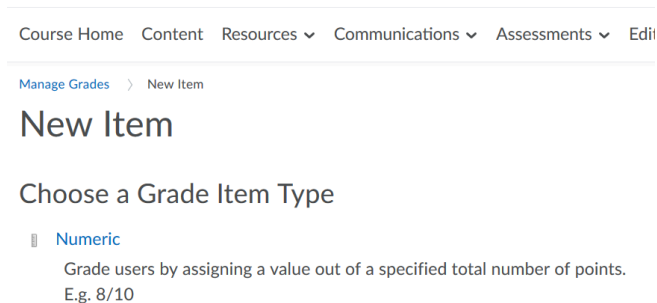 Course Home Content Resources Communications Assessments Edit
Manage Grades New Item
New Item
Choose a Grade Item Type
Numeric
Grade users by assigning a value out of a specified total number of points.
E.g. 8/10